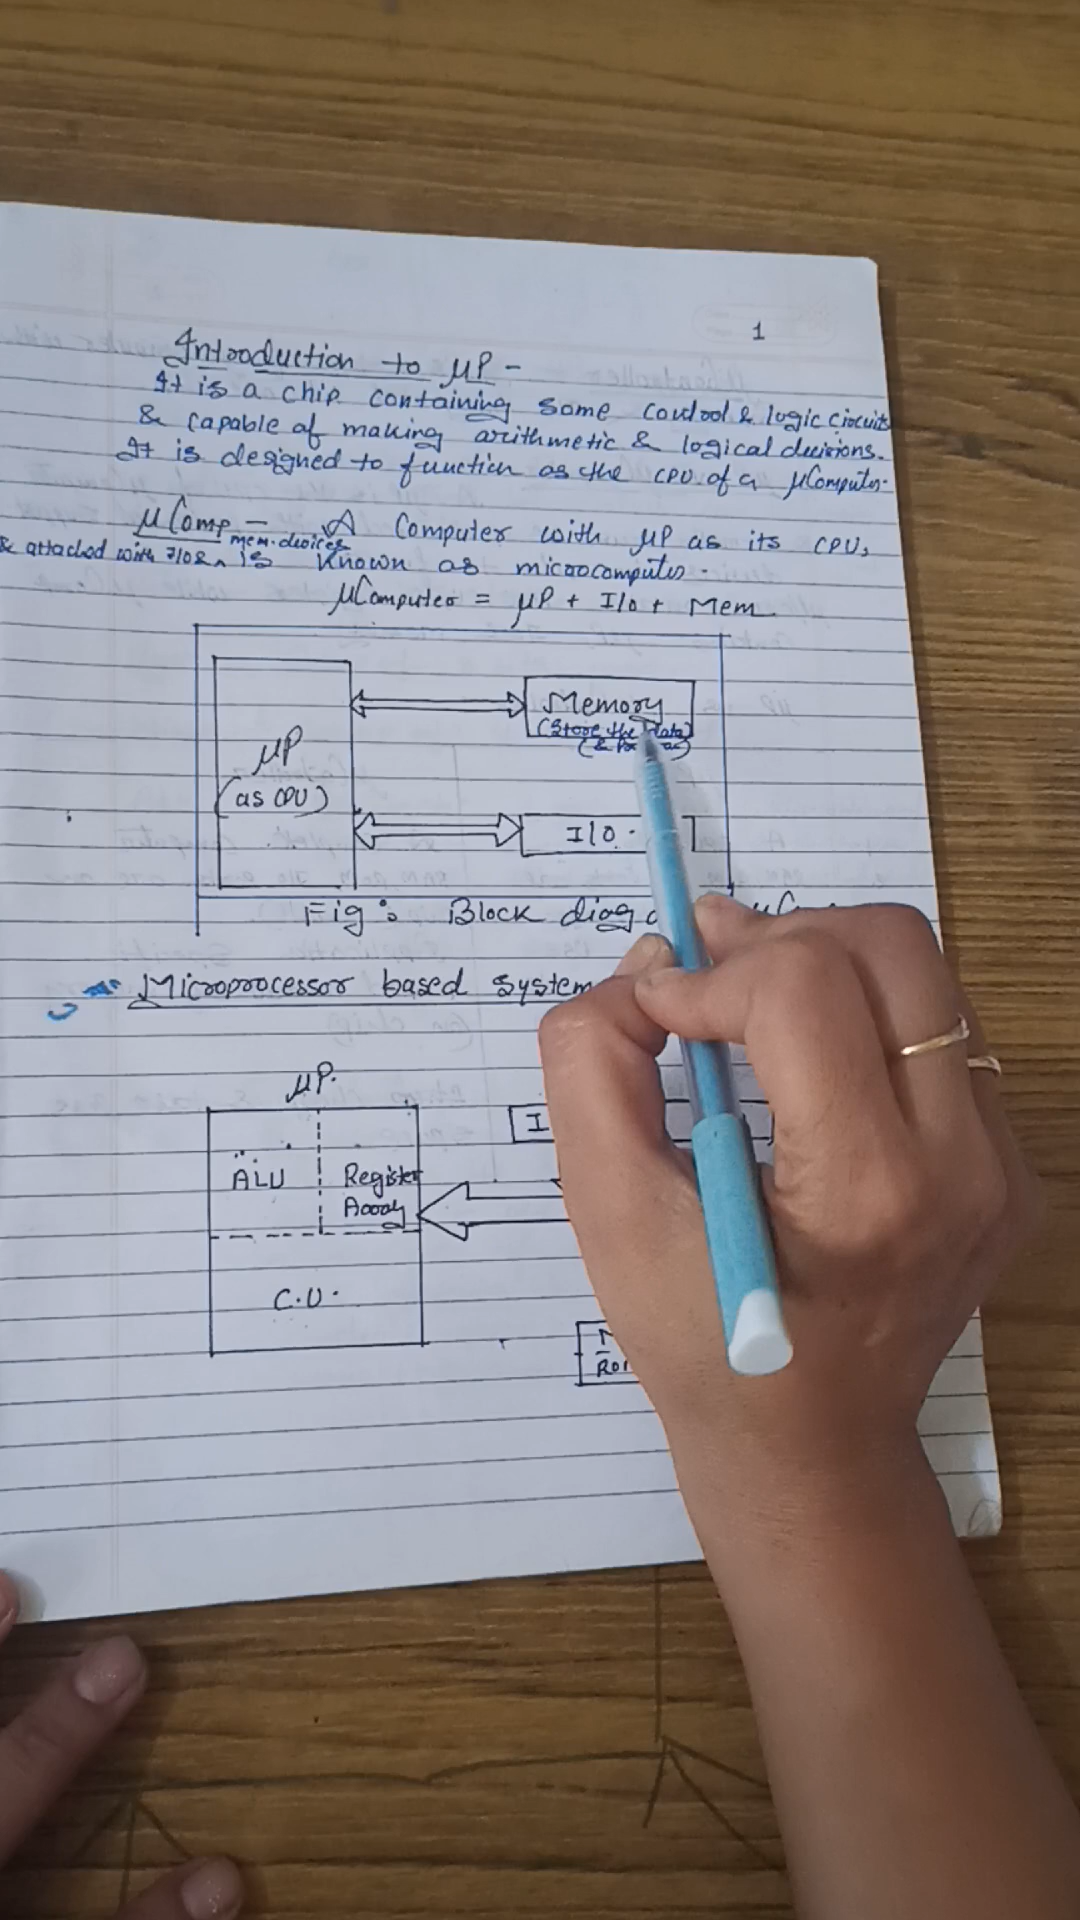 1
Introduction to μP -
It is a chip containing some control & logic circuits
& capable of making arithmetic & logical decisions.
It is designed to function as the CPU of a μComputer.
μComp - A Computer with μP as its CPU,
mem. devices
& attached with I/O & is known as microcomputer.
μComputer = μP + I/O + Mem
μP
(as CPU)
Memory
(Store the data)
I/O.
Fig: Block diag
Microprocessor based system
μP.
ALU
Register
Array
C.U.
I